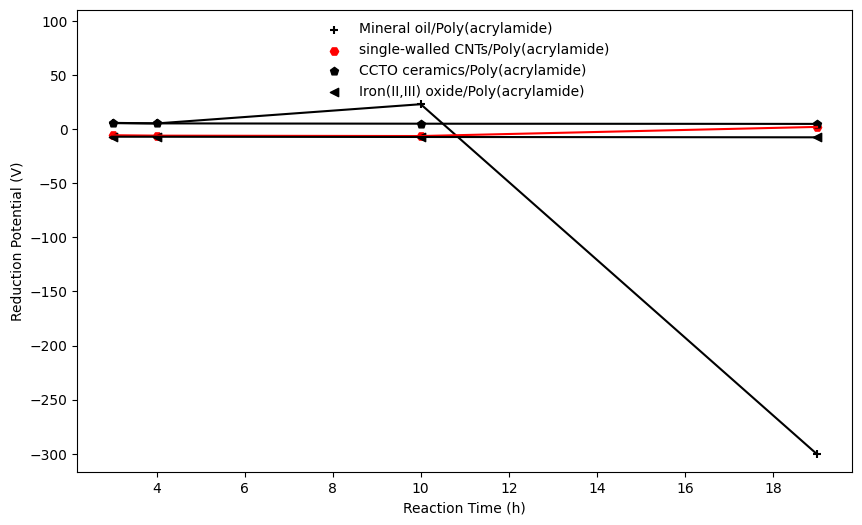 Mineral oil/Poly(acrylamide)
single-walled CNTs/Poly(acrylamide)
CCTO ceramics/Poly(acrylamide)
Iron(II,III) oxide/Poly(acrylamide)
100
50
0
−50
−100
−150
−200
−250
−300
Reduction Potential (V)
4 6 8 10 12 14 16 18
Reaction Time (h)